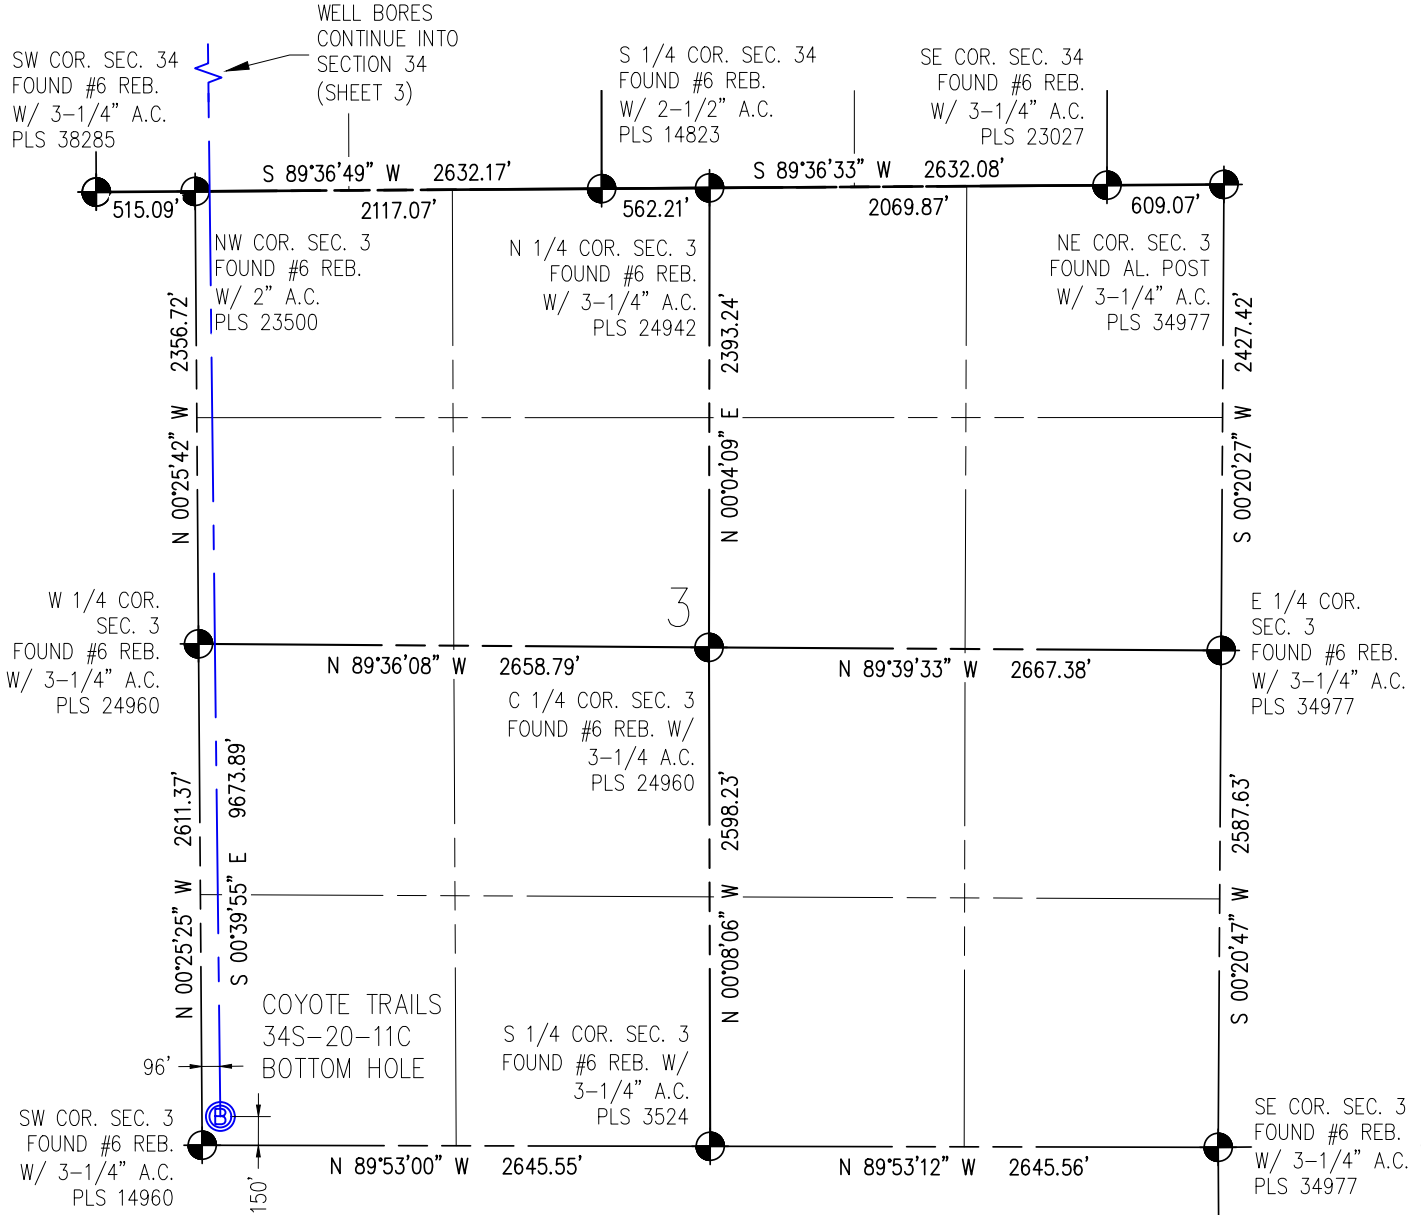 WELL BORES
CONTINUE INTO
SECTION 34
(SHEET 3)
SW COR. SEC. 34
FOUND #6 REB.
W/ 3-1/4" A.C.
PLS 38285
S 1/4 COR. SEC. 34
FOUND #6 REB.
W/ 2-1/2" A.C.
PLS 14823
SE COR. SEC. 34
FOUND #6 REB.
W/ 3-1/4" A.C.
PLS 23027
S 89°36'49" W 2632.17'
S 89°36'33" W 2632.08'
515.09'
2117.07'
562.21'
2069.87'
609.07'
NW COR. SEC. 3
FOUND #6 REB.
W/ 2" A.C.
PLS 23500
N 1/4 COR. SEC. 3
FOUND #6 REB.
W/ 3-1/4" A.C.
PLS 24942
NE COR. SEC. 3
FOUND AL. POST
W/ 3-1/4" A.C.
PLS 34977
N 00°25'42" W 2356.72'
N 00°04'09" E 2393.24'
S 00°20'27" W 2427.42'
3
W 1/4 COR.
SEC. 3
FOUND #6 REB.
W/ 3-1/4" A.C.
PLS 24960
E 1/4 COR.
SEC. 3
FOUND #6 REB.
W/ 3-1/4" A.C.
PLS 34977
N 89°36'08" W 2658.79'
N 89°39'33" W 2667.38'
C 1/4 COR. SEC. 3
FOUND #6 REB. W/
3-1/4 A.C.
PLS 24960
N 00°25'25" W 2611.37'
S 00°39'55" E 9673.89'
N 00°08'06" W 2598.23'
S 00°20'47" W 2587.63'
COYOTE TRAILS
34S-20-11C
BOTTOM HOLE
96'
B
150'
S 1/4 COR. SEC. 3
FOUND #6 REB. W/
3-1/4" A.C.
PLS 3524
SW COR. SEC. 3
FOUND #6 REB.
W/ 3-1/4" A.C.
PLS 14960
SE COR. SEC. 3
FOUND #6 REB.
W/ 3-1/4" A.C.
PLS 34977
N 89°53'00" W 2645.55'
N 89°53'12" W 2645.56'